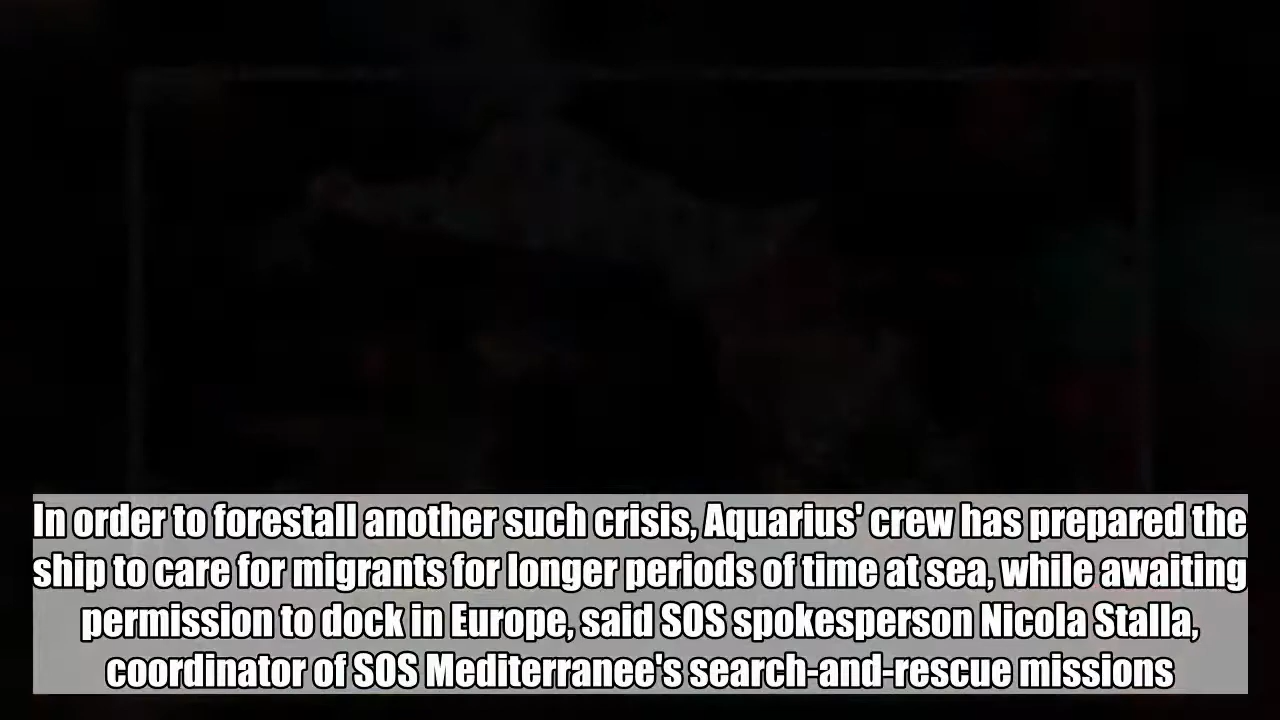 In order to forestall another such crisis, Aquarius' crew has prepared the
ship to care for migrants for longer periods of time at sea, while awaiting
permission to dock in Europe, said SOS spokesperson Nicola Stalla,
coordinator of SOS Mediterranee's search-and-rescue missions